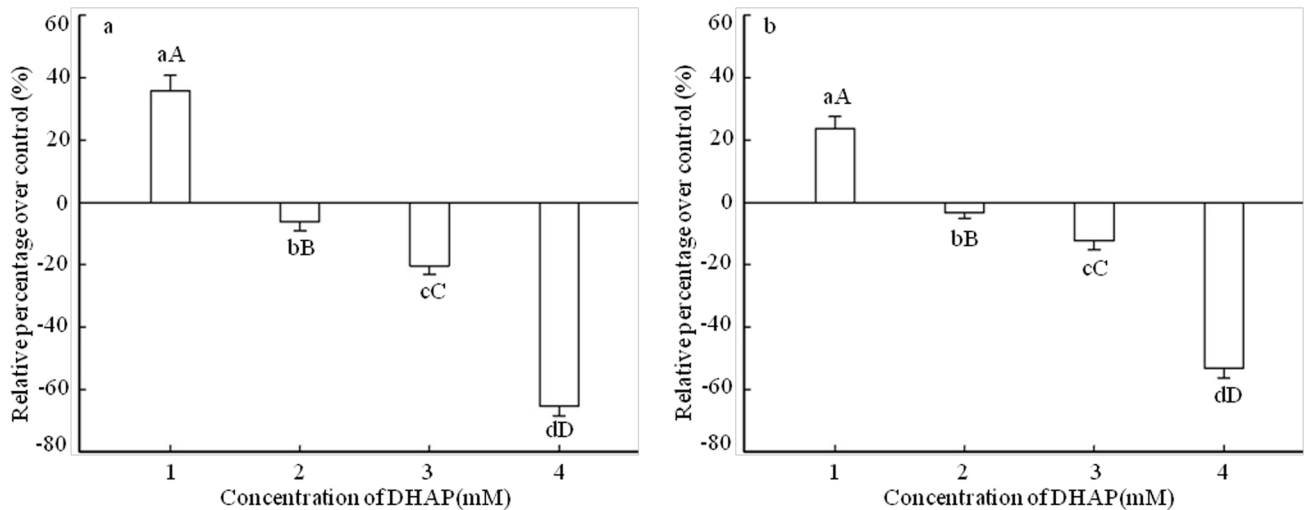 a
Relative percentage over control (%)
60
40
20
0
-20
-40
-60
-80
aA
bB
cC
dD
1 2 3 4
Concentration of DHAP(mM)
b
Relative percentage over control (%)
60
40
20
0
-20
-40
-60
-80
aA
bB
cC
dD
1 2 3 4
Concentration of DHAP(mM)